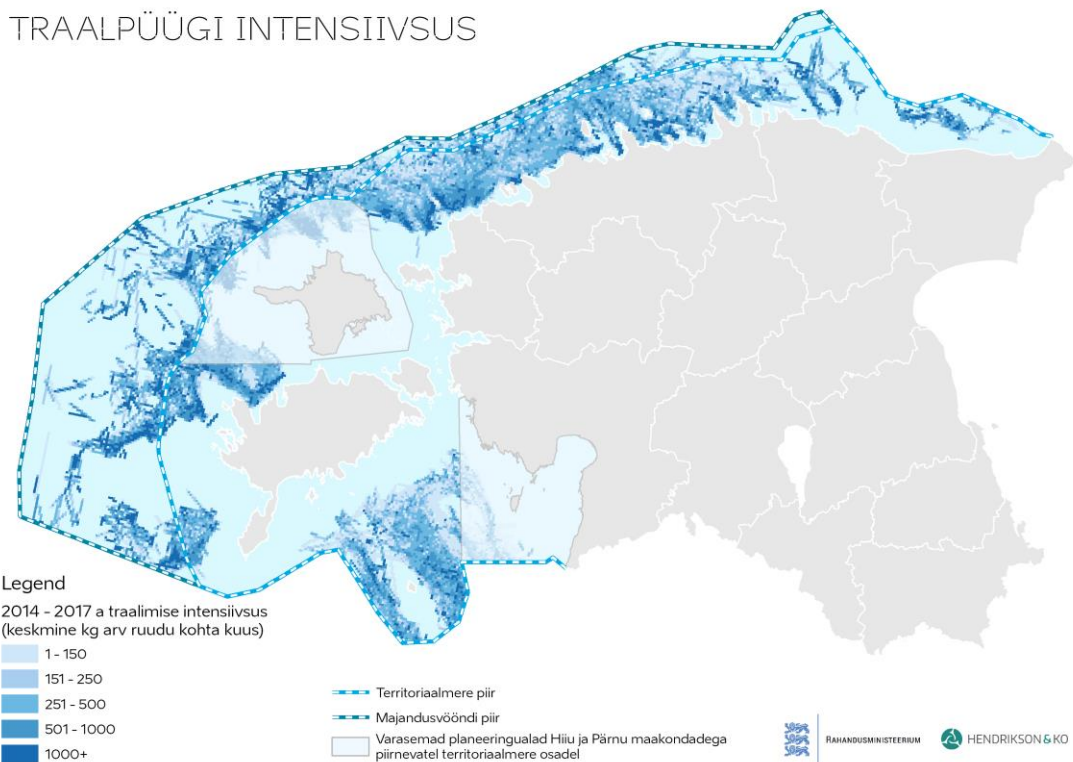 TRAALPÜÜGI INTENSIIVSUS
Legend
2014 - 2017 a traalimise intensiivsus
(keskmine kg arv ruudu kohta kuus)
1 - 150
151 - 250
251 - 500
501 - 1000
1000+
Territoriaalmere piir
Majandusvööndi piir
Varasemad planeeringualad Hiiu ja Pärnu maakondadega
piirnevatel territoriaalmere osadel
RAHANDUSMINISTEERIUM
HENDRIKSON & KO